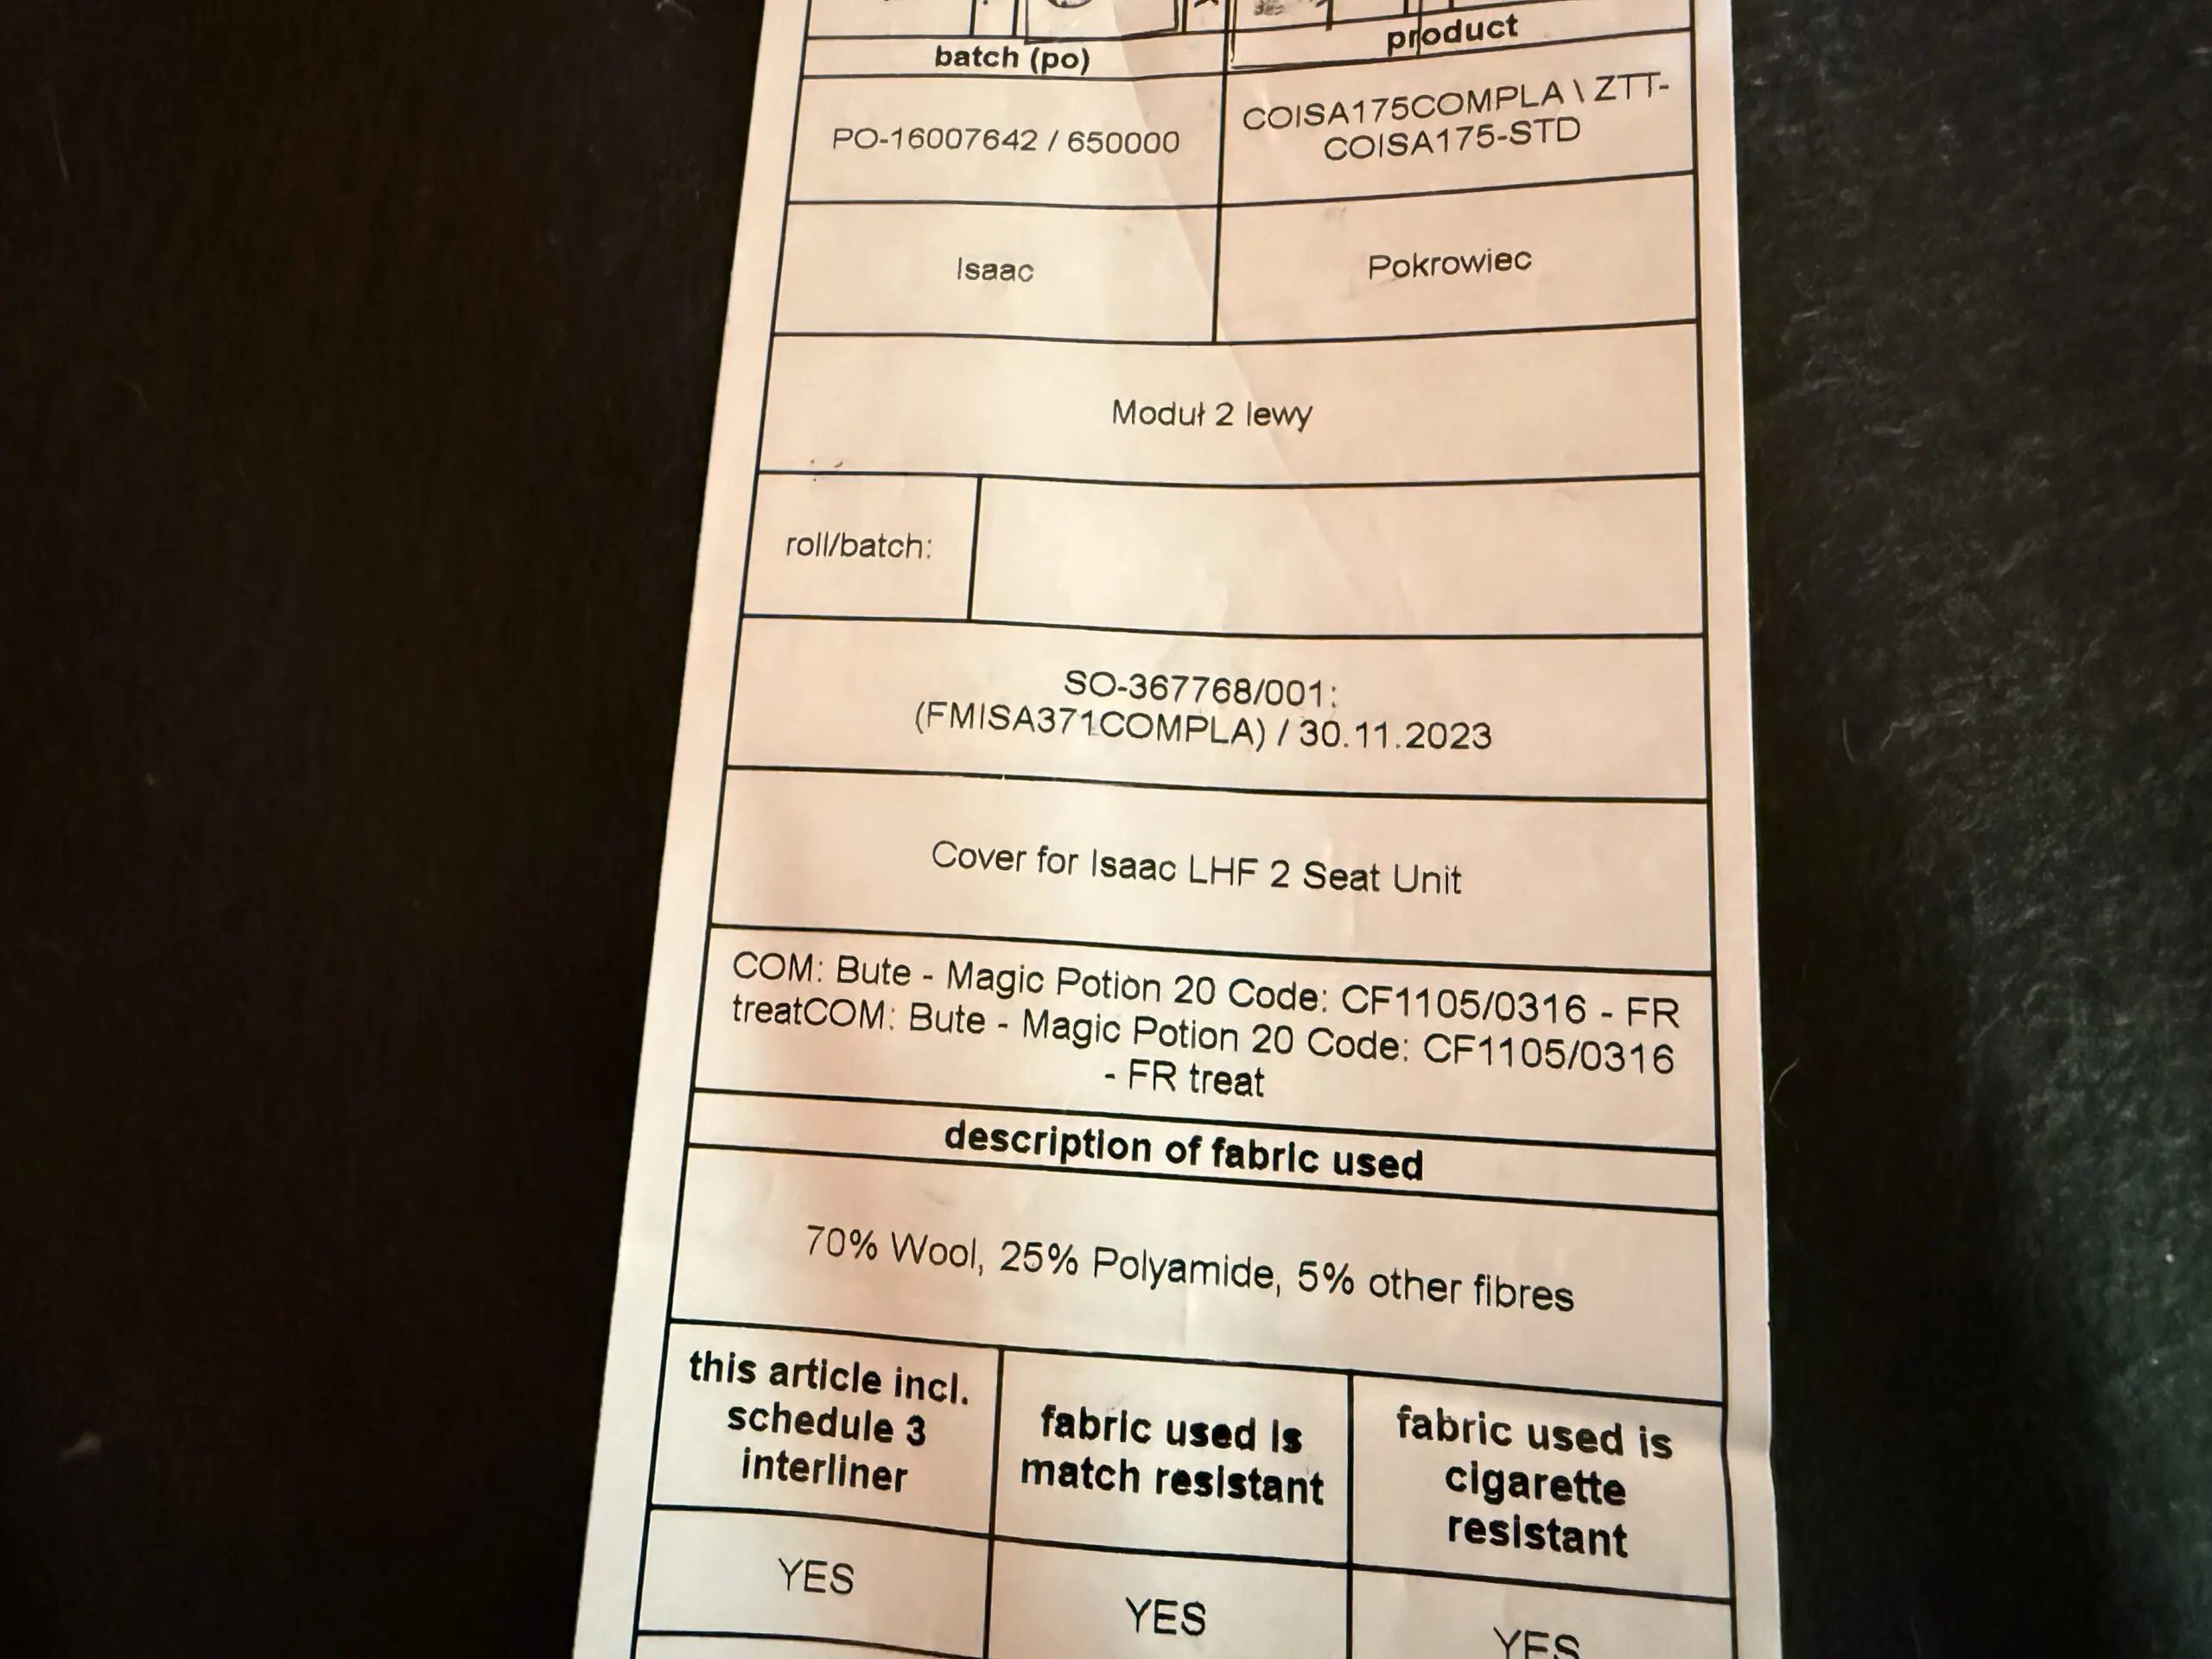 batch (po)
product
PO-16007642 / 650000
COISA175COMPLA \ ZTT-
COISA175-STD
Isaac
Pokrowiec
Moduł 2 lewy
roll/batch:
SO-367768/001:
(FMISA371COMPLA) / 30.11.2023
Cover for Isaac LHF 2 Seat Unit
COM: Bute - Magic Potion 20 Code: CF1105/0316 - FR
treatCOM: Bute - Magic Potion 20 Code: CF1105/0316
- FR treat
description of fabric used
70% Wool, 25% Polyamide, 5% other fibres
this article incl.
schedule 3
interliner
fabric used is
match resistant
fabric used is
cigarette
resistant
YES
YES
YES